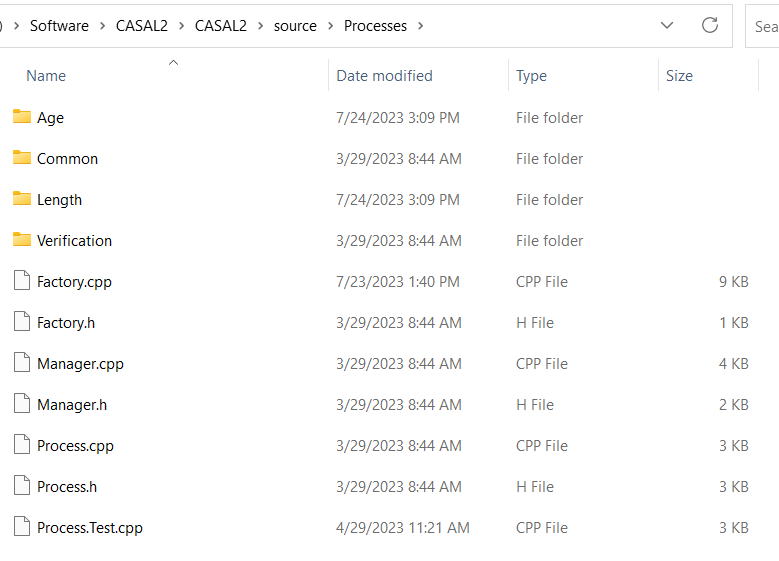 ) > Software > CASAL2 > CASAL2 > source > Processes > Sea
Name Date modified Type Size
Age 7/24/2023 3:09 PM File folder
Common 3/29/2023 8:44 AM File folder
Length 7/24/2023 3:09 PM File folder
Verification 3/29/2023 8:44 AM File folder
Factory.cpp 7/23/2023 1:40 PM CPP File 9 KB
Factory.h 3/29/2023 8:44 AM H File 1 KB
Manager.cpp 3/29/2023 8:44 AM CPP File 4 KB
Manager.h 3/29/2023 8:44 AM H File 2 KB
Process.cpp 3/29/2023 8:44 AM CPP File 3 KB
Process.h 3/29/2023 8:44 AM H File 3 KB
Process.Test.cpp 4/29/2023 11:21 AM CPP File 3 KB